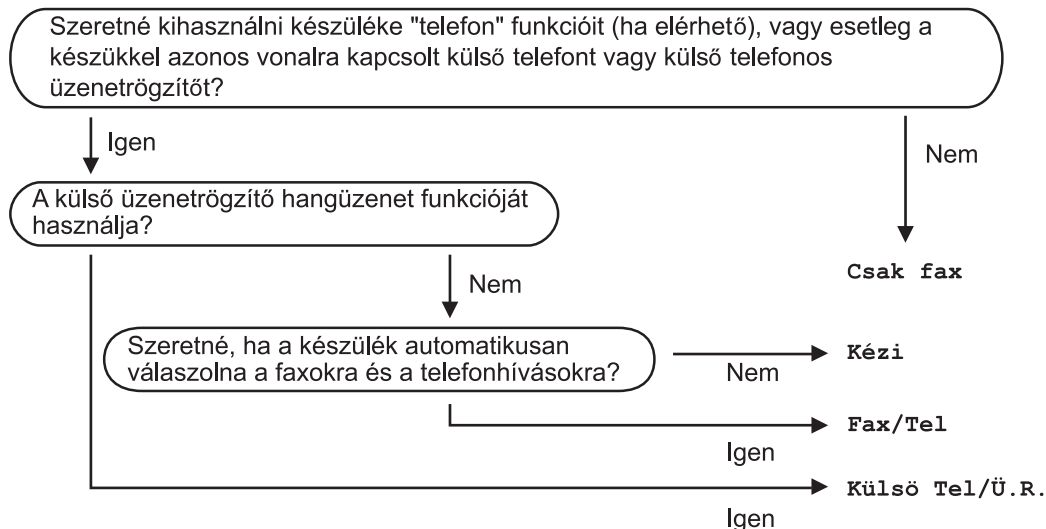 Szeretné kihasználni készüléke "telefon" funkcióit (ha elérhető), vagy esetleg a
készükkel azonos vonalra kapcsolt külső telefont vagy külső telefonos
üzenetrögzítőt?
Igen
Nem
A külső üzenetrögzítő hangüzenet funkcióját
használja?
Csak fax
Nem
Szeretné, ha a készülék automatikusan
válaszolna a faxokra és a telefonhívásokra?
Nem
Kézi
Igen
Fax/Tel
Igen
Külsö Tel/Ü.R.